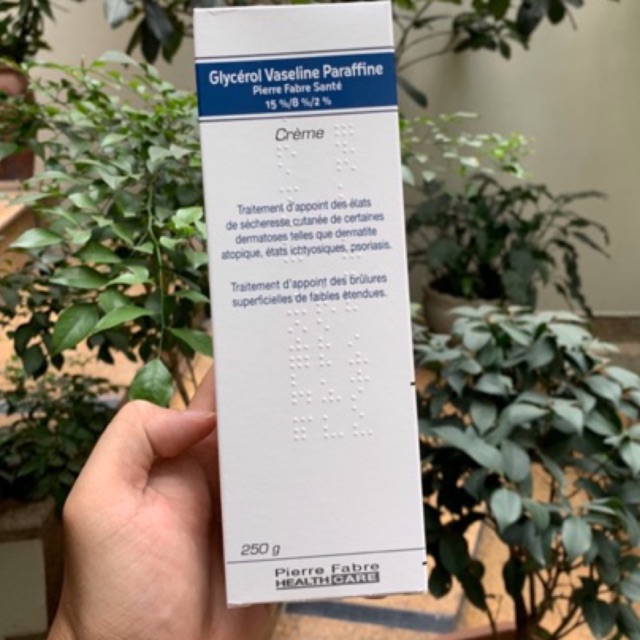 Glycérol Vaseline Paraffine
Pierre Fabre Santé
15 %/8 %/2 %
Crème
Traitement d'appoint des états
de sécheresse cutanée de certaines
dermatoses telles que dermatite
atopique, états ichtyosiques, psoriasis.
Traitement d'appoint des brûlures
superficielles de faibles étendues.
250 g
Pierre Fabre
HEALTH CARE